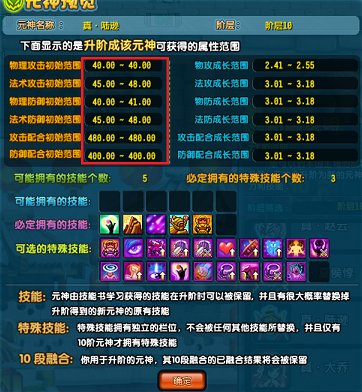 元神预览
元神名称： 真·陆逊 阶层： 阶层10
下面显示的是升阶成该元神可获得的属性范围
物理攻击初始范围 40.00 ~ 40.00 物攻成长范围 2.41 ~ 2.55
法术攻击初始范围 45.00 ~ 48.00 法攻成长范围 3.01 ~ 3.18
物理防御初始范围 40.00 ~ 41.00 物防成长范围 3.01 ~ 3.18
法术防御初始范围 45.00 ~ 48.00 法防成长范围 3.01 ~ 3.18
攻击配合初始范围 480.00 ~ 480.00 攻击配合成长范围 3.01 ~ 3.18
防御配合初始范围 400.00 ~ 400.00 防御配合成长范围 3.01 ~ 3.18
可能拥有的技能个数： 5 必定拥有的特殊技能个数： 3
可能拥有的技能：
必定拥有的技能：
可选的特殊技能：
技能： 元神由技能书学习获得的技能在升阶时可以被保留，并且有很大概率替换掉
升阶得到的新元神的原有技能
特殊技能： 特殊技能拥有独立的栏位，不会被任何其他技能所替换，并且仅有
10阶元神才拥有特殊技能
10 段融合： 你用于升阶的元神，其10段融合的已融合结果将会被保留
确定